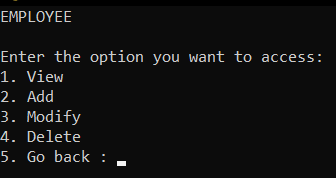 EMPLOYEE
Enter the option you want to access:
1. View
2. Add
3. Modify
4. Delete
5. Go back :